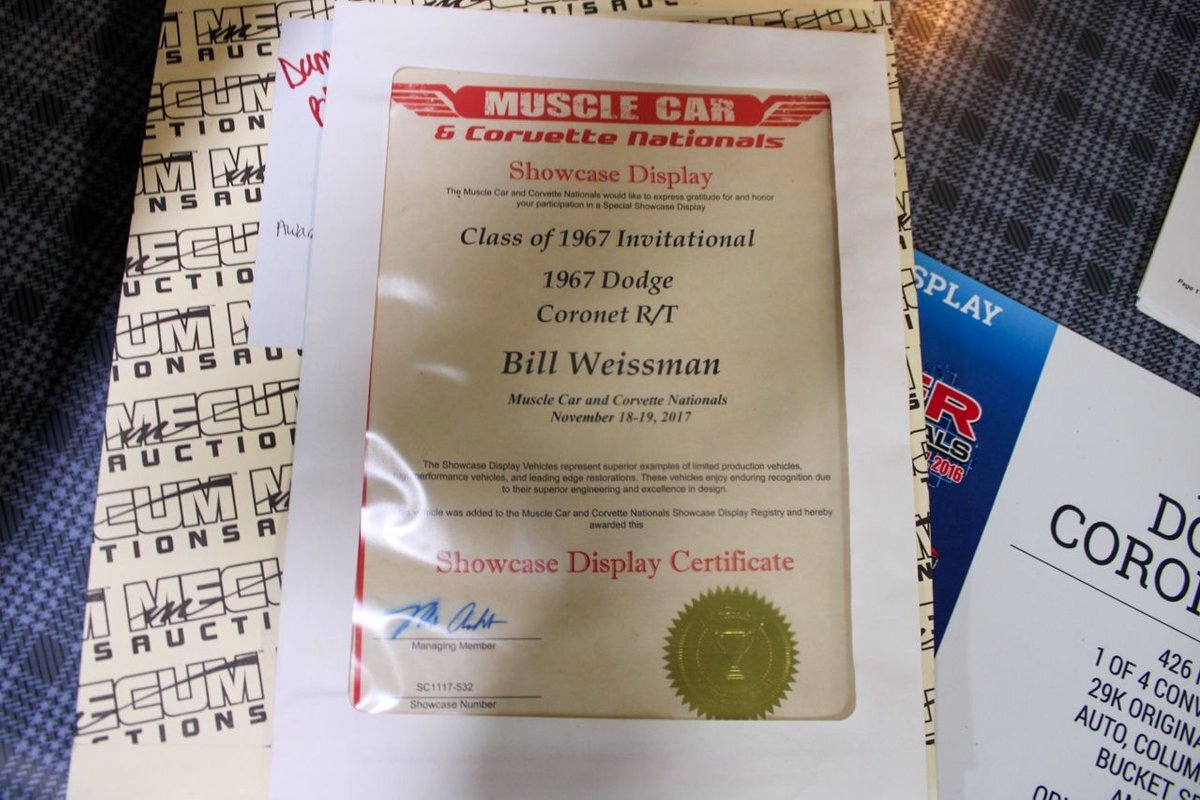 MUSCLE CAR
& Corvette Nationals
Showcase Display
The Muscle Car and Corvette Nationals would like to express gratitude for and honor
your participation in a Special Showcase Display
Class of 1967 Invitational
1967 Dodge
Coronet R/T
Bill Weissman
Muscle Car and Corvette Nationals
November 18-19, 2017
The Showcase Display Vehicles represent superior examples of limited production vehicles,
performance vehicles, and leading edge restorations. These vehicles enjoy enduring recognition due
to their superior engineering and excellence in design.
vehicle was added to the Muscle Car and Corvette Nationals Showcase Display Registry and hereby
awarded this
Showcase Display Certificate
Managing Member
SC1117-532
Showcase Number
MECUM
AUCTIONS
SPLAY
2016
426
1 OF 4
29K
AUTO,
BUCKET
Page 1